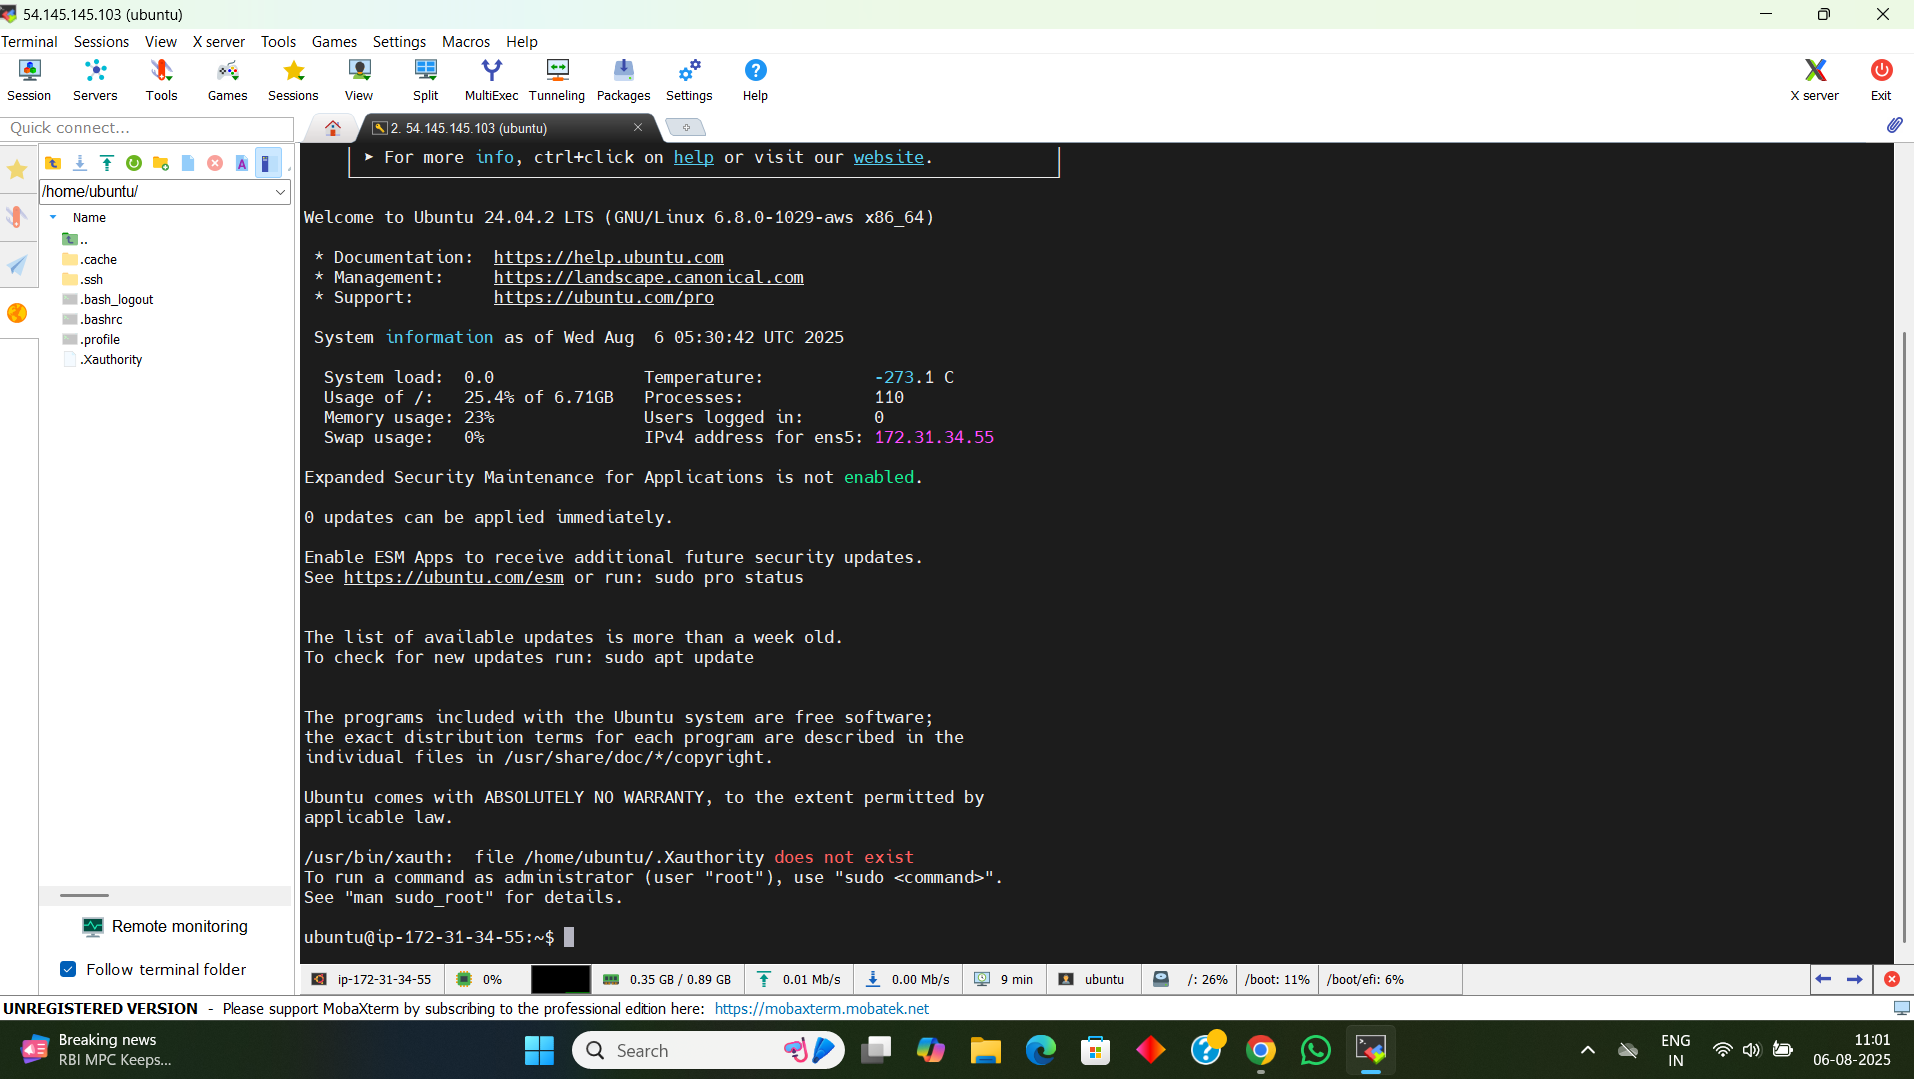 54.145.145.103 (ubuntu)
Terminal Sessions View X server Tools Games Settings Macros Help
Session Servers Tools Games Sessions View Split MultiExec Tunneling Packages Settings Help X server Exit
Quick connect...
2. 54.145.145.103 (ubuntu)
/home/ubuntu/
Name
..
.cache
.ssh
.bash_logout
.bashrc
.profile
.Xauthority
Remote monitoring
Follow terminal folder
➤ For more info, ctrl+click on help or visit our website.
Welcome to Ubuntu 24.04.2 LTS (GNU/Linux 6.8.0-1029-aws x86_64)
* Documentation:  https://help.ubuntu.com
* Management:     https://landscape.canonical.com
* Support:        https://ubuntu.com/pro
System information as of Wed Aug  6 05:30:42 UTC 2025
System load:  0.0               Temperature:           -273.1 C
Usage of /:   25.4% of 6.71GB   Processes:             110
Memory usage: 23%               Users logged in:       0
Swap usage:   0%                IPv4 address for ens5: 172.31.34.55
Expanded Security Maintenance for Applications is not enabled.
0 updates can be applied immediately.
Enable ESM Apps to receive additional future security updates.
See https://ubuntu.com/esm or run: sudo pro status
The list of available updates is more than a week old.
To check for new updates run: sudo apt update
The programs included with the Ubuntu system are free software;
the exact distribution terms for each program are described in the
individual files in /usr/share/doc/*/copyright.
Ubuntu comes with ABSOLUTELY NO WARRANTY, to the extent permitted by
applicable law.
/usr/bin/xauth:  file /home/ubuntu/.Xauthority does not exist
To run a command as administrator (user "root"), use "sudo <command>".
See "man sudo_root" for details.
ubuntu@ip-172-31-34-55:~$
ip-172-31-34-55 0% 0.35 GB / 0.89 GB 0.01 Mb/s 0.00 Mb/s 9 min ubuntu /: 26% /boot: 11% /boot/efi: 6%
UNREGISTERED VERSION - Please support MobaXterm by subscribing to the professional edition here: https://mobaxterm.mobatek.net
Breaking news
RBI MPC Keeps...
Search
ENG
IN
11:01
06-08-2025